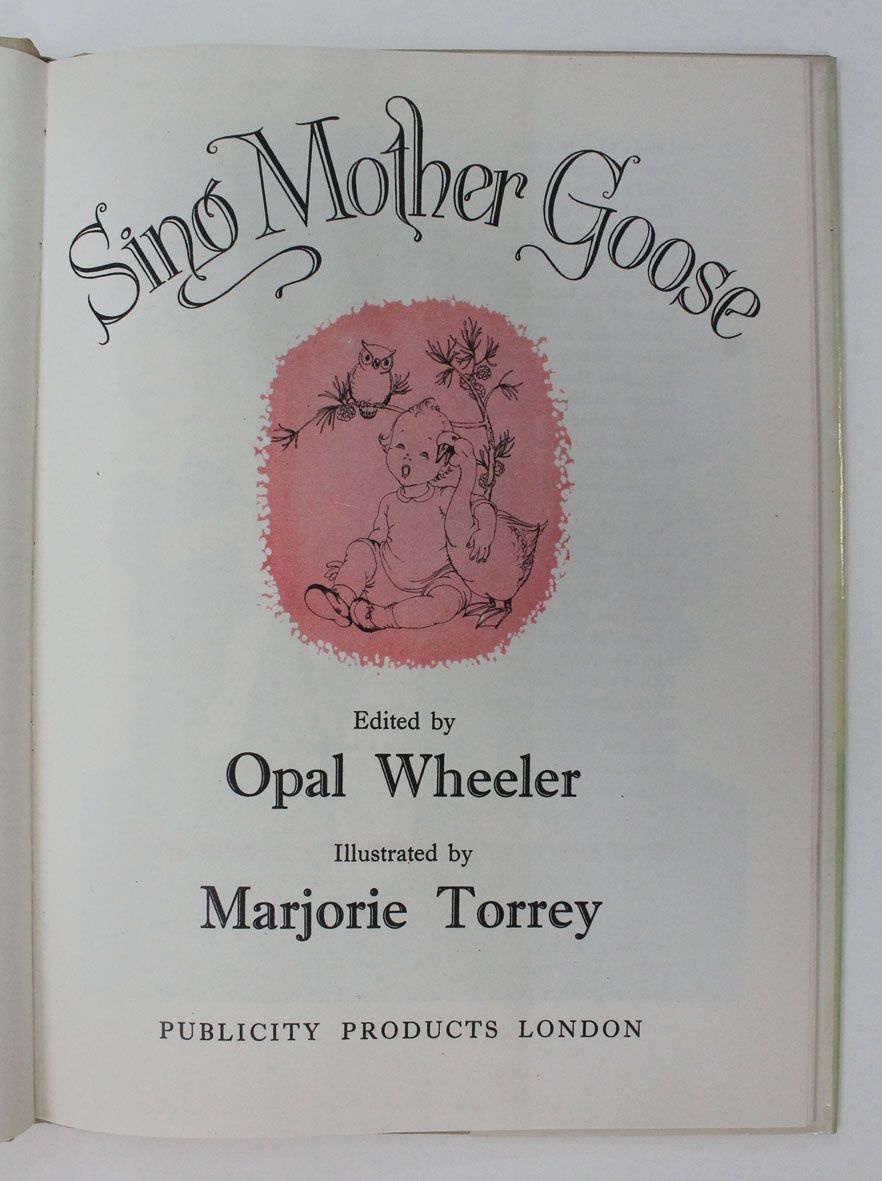 Sing Mother Goose
Edited by
Opal Wheeler
Illustrated by
Marjorie Torrey
PUBLICITY PRODUCTS LONDON